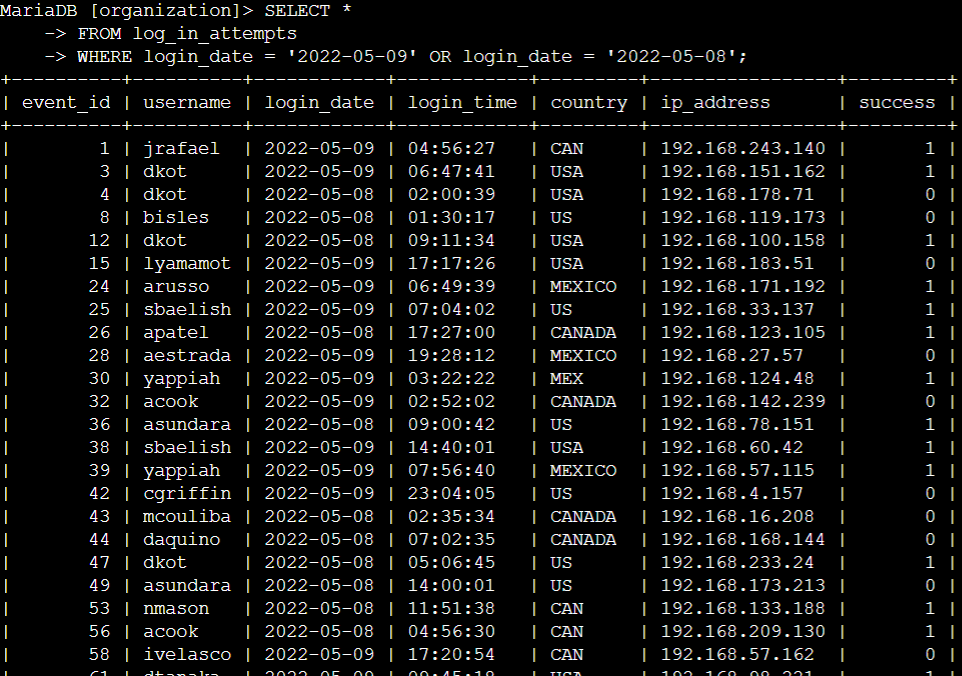 MariaDB [organization]> SELECT *
    -> FROM log_in_attempts
    -> WHERE login_date = '2022-05-09' OR login_date = '2022-05-08';
+----------+----------+------------+------------+---------+-----------------+---------+
| event_id | username | login_date | login_time | country | ip_address      | success |
+----------+----------+------------+------------+---------+-----------------+---------+
|        1 | jrafael  | 2022-05-09 | 04:56:27   | CAN     | 192.168.243.140 |       1 |
|        3 | dkot     | 2022-05-09 | 06:47:41   | USA     | 192.168.151.162 |       1 |
|        4 | dkot     | 2022-05-08 | 02:00:39   | USA     | 192.168.178.71  |       0 |
|        8 | bisles   | 2022-05-08 | 01:30:17   | US      | 192.168.119.173 |       0 |
|       12 | dkot     | 2022-05-08 | 09:11:34   | USA     | 192.168.100.158 |       1 |
|       15 | lyamamot | 2022-05-09 | 17:17:26   | USA     | 192.168.183.51  |       0 |
|       24 | arusso   | 2022-05-09 | 06:49:39   | MEXICO  | 192.168.171.192 |       1 |
|       25 | sbaelish | 2022-05-09 | 07:04:02   | US      | 192.168.33.137  |       1 |
|       26 | apatel   | 2022-05-08 | 17:27:00   | CANADA  | 192.168.123.105 |       1 |
|       28 | aestrada | 2022-05-09 | 19:28:12   | MEXICO  | 192.168.27.57   |       0 |
|       30 | yappiah  | 2022-05-09 | 03:22:22   | MEX     | 192.168.124.48  |       1 |
|       32 | acook    | 2022-05-09 | 02:52:02   | CANADA  | 192.168.142.239 |       0 |
|       36 | asundara | 2022-05-08 | 09:00:42   | US      | 192.168.78.151  |       1 |
|       38 | sbaelish | 2022-05-09 | 14:40:01   | USA     | 192.168.60.42   |       1 |
|       39 | yappiah  | 2022-05-09 | 07:56:40   | MEXICO  | 192.168.57.115  |       1 |
|       42 | cgriffin | 2022-05-09 | 23:04:05   | US      | 192.168.4.157   |       0 |
|       43 | mcouliba | 2022-05-08 | 02:35:34   | CANADA  | 192.168.16.208  |       0 |
|       44 | daquino  | 2022-05-08 | 07:02:35   | CANADA  | 192.168.168.144 |       0 |
|       47 | dkot     | 2022-05-08 | 05:06:45   | US      | 192.168.233.24  |       1 |
|       49 | asundara | 2022-05-08 | 14:00:01   | US      | 192.168.173.213 |       0 |
|       53 | nmason   | 2022-05-08 | 11:51:38   | CAN     | 192.168.133.188 |       1 |
|       56 | acook    | 2022-05-08 | 04:56:30   | CAN     | 192.168.209.130 |       1 |
|       58 | ivelasco | 2022-05-09 | 17:20:54   | CAN     | 192.168.57.162  |       0 |